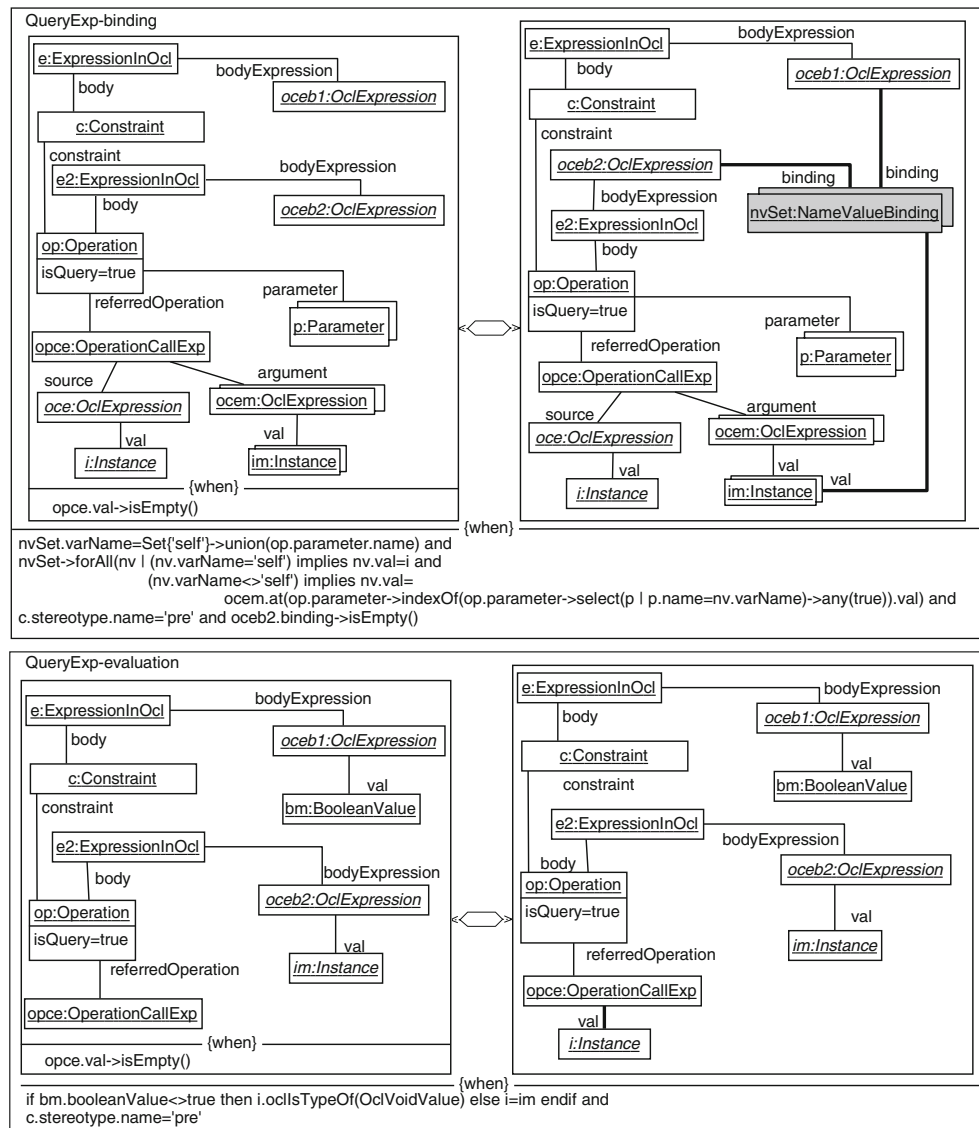 QueryExp-binding
e:ExpressionInOcl
bodyExpression
body
oceb1:OclExpression
c:Constraint
constraint
e2:ExpressionInOcl
bodyExpression
body
oceb2:OclExpression
op:Operation
isQuery=true
parameter
referredOperation
p:Parameter
opce:OperationCallExp
source
argument
oce:OclExpression
ocem:OclExpression
val
val
i:Instance
im:Instance
{when}
opce.val->isEmpty()
e:ExpressionInOcl
bodyExpression
body
oceb1:OclExpression
c:Constraint
constraint
oceb2:OclExpression
binding
binding
bodyExpression
nvSet:NameValueBinding
e2:ExpressionInOcl
body
op:Operation
isQuery=true
parameter
referredOperation
p:Parameter
opce:OperationCallExp
source
argument
oce:OclExpression
ocem:OclExpression
val
val
val
i:Instance
im:Instance
{when}
nvSet.varName=Set{'self'}->union(op.parameter.name) and
nvSet->forAll(nv | (nv.varName='self') implies nv.val=i and
(nv.varName<>'self') implies nv.val=
ocem.at(op.parameter->indexOf(op.parameter->select(p | p.name=nv.varName)->any(true)).val) and
c.stereotype.name='pre' and oceb2.binding->isEmpty()
QueryExp-evaluation
e:ExpressionInOcl
bodyExpression
body
oceb1:OclExpression
c:Constraint
val
constraint
bm:BooleanValue
e2:ExpressionInOcl
bodyExpression
body
oceb2:OclExpression
op:Operation
isQuery=true
val
im:Instance
referredOperation
opce:OperationCallExp
{when}
opce.val->isEmpty()
e:ExpressionInOcl
bodyExpression
body
oceb1:OclExpression
c:Constraint
val
constraint
bm:BooleanValue
e2:ExpressionInOcl
bodyExpression
body
oceb2:OclExpression
op:Operation
isQuery=true
val
im:Instance
referredOperation
opce:OperationCallExp
val
i:Instance
{when}
if bm.booleanValue<>true then i.oclIsTypeOf(OclVoidValue) else i=im endif and
c.stereotype.name='pre'